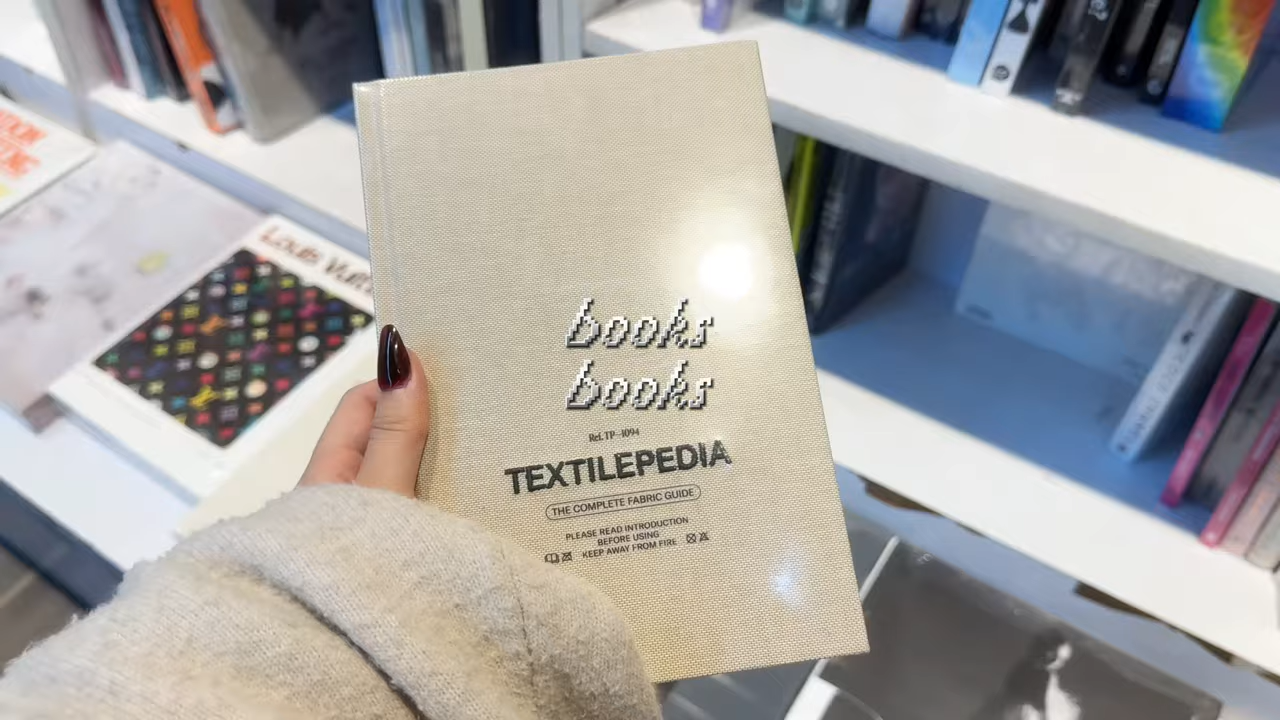 books
books
Ref. TP-1094
TEXTILEPEDIA
THE COMPLETE FABRIC GUIDE
PLEASE READ INTRODUCTION
BEFORE USING
KEEP AWAY FROM FIRE
Louis Vuit